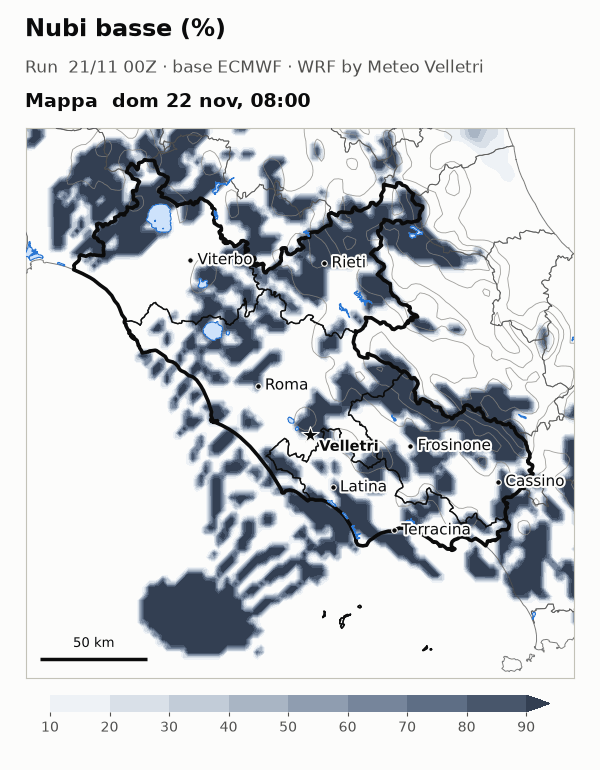 Nubi basse (%)
Run 21/11 00Z · base ECMWF · WRF by Meteo Velletri
Mappa dom 22 nov, 08:00
Viterbo
Rieti
Roma
Velletri
Frosinone
Latina
Cassino
Terracina
50 km
10 20 30 40 50 60 70 80 90